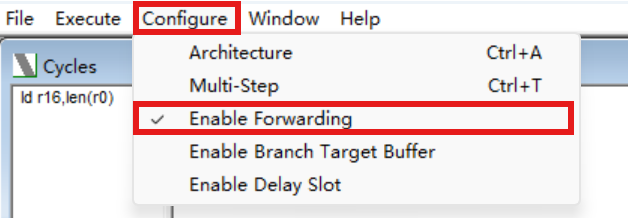 File Execute Configure Window Help
Cycles
ld r16,len(r0)
Architecture Ctrl+A
Multi-Step Ctrl+T
✓ Enable Forwarding
Enable Branch Target Buffer
Enable Delay Slot